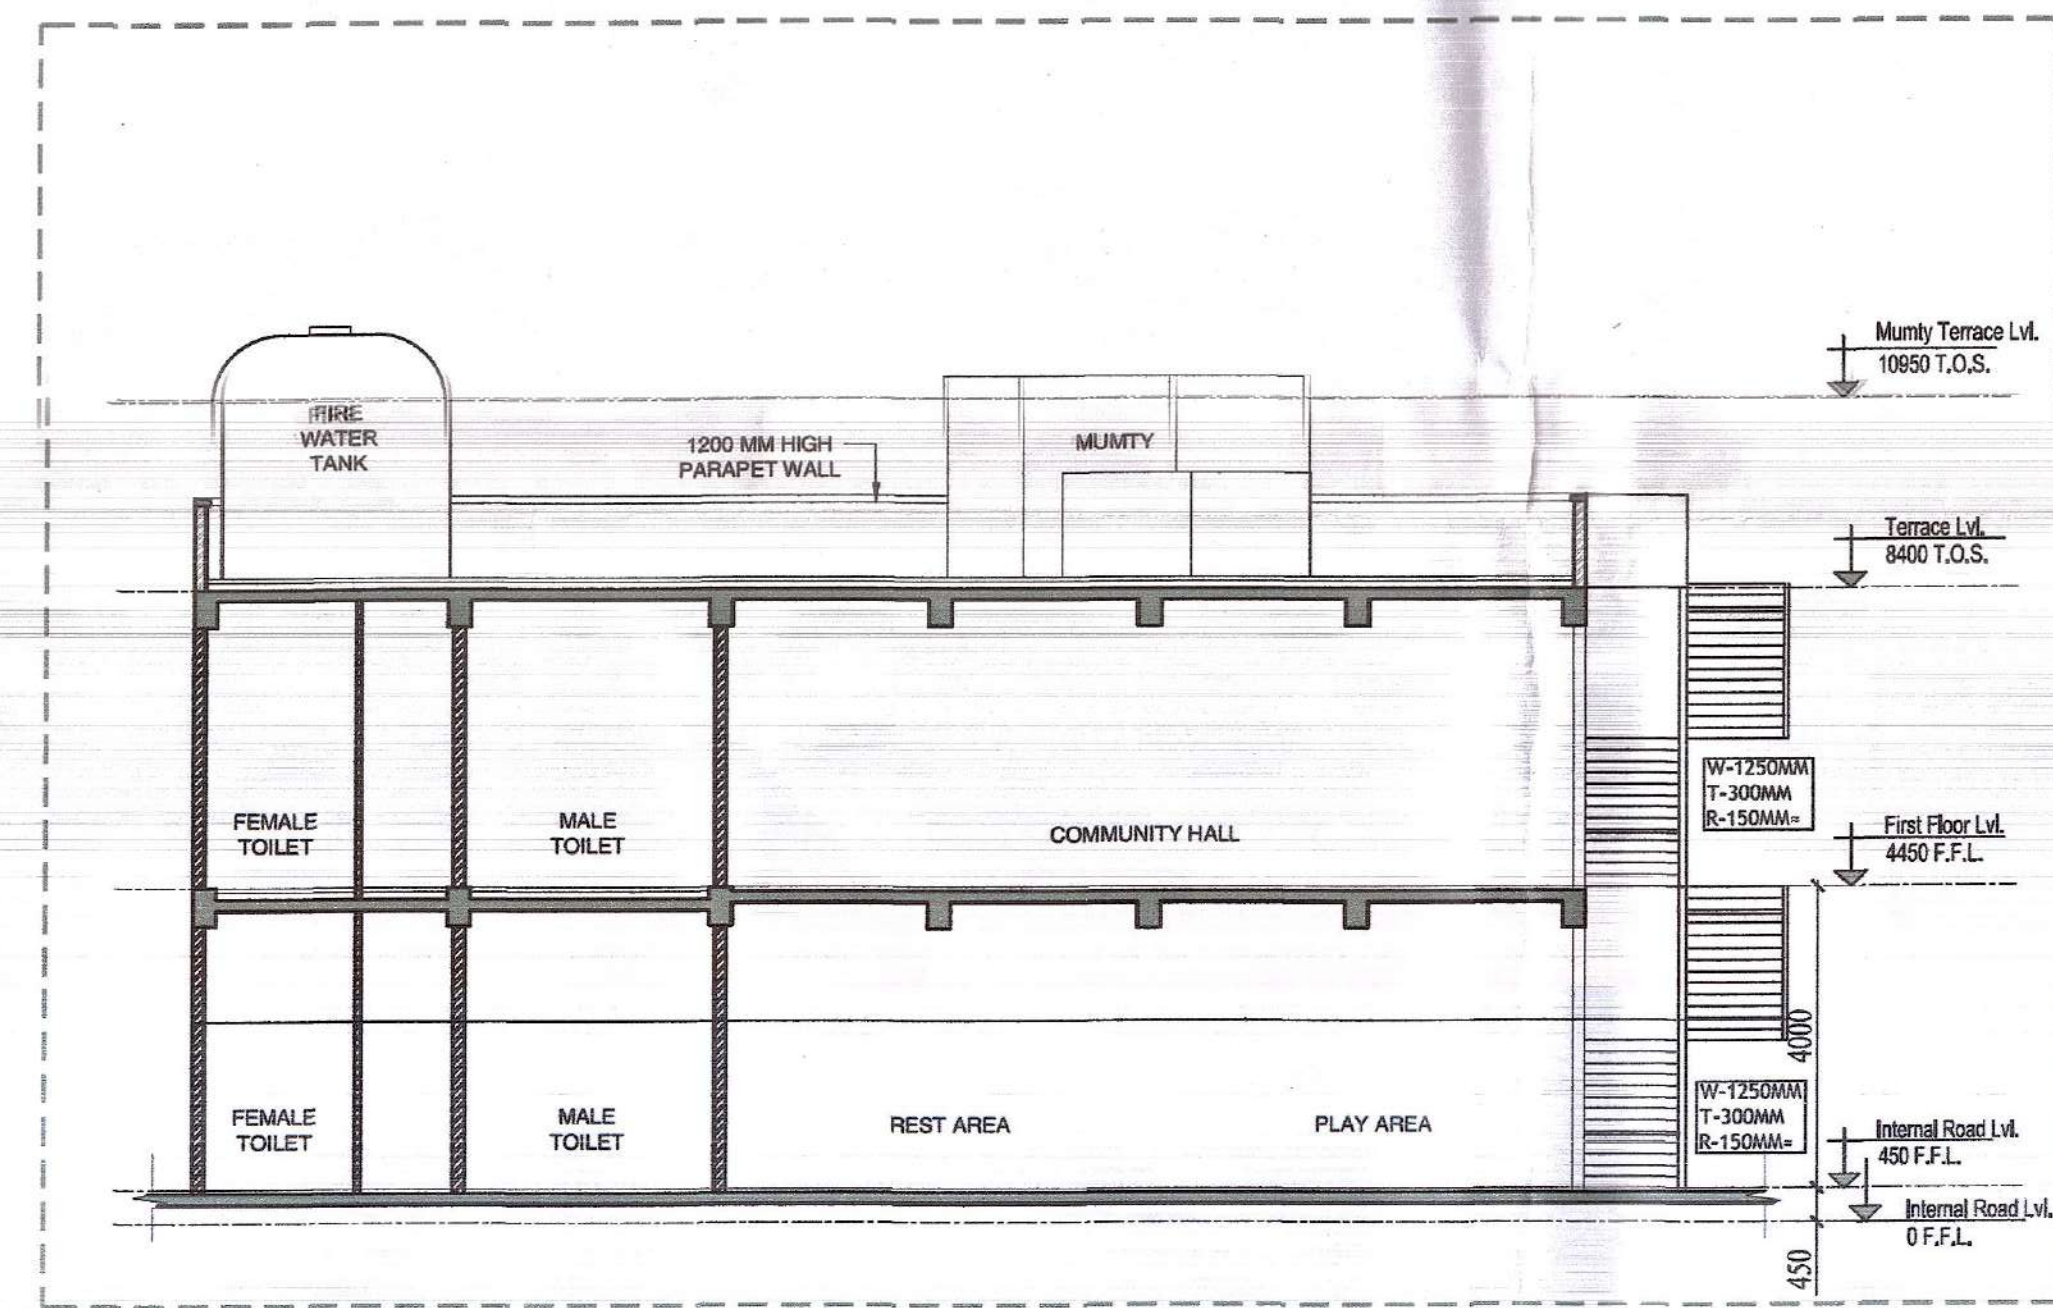 Mumty Terrace Lvl.
10950 T.O.S.
FIRE
WATER
TANK
1200 MM HIGH
PARAPET WALL
MUMTY
Terrace Lvl.
8400 T.O.S.
W-1250MM
T-300MM
R-150MM=
FEMALE
TOILET
MALE
TOILET
COMMUNITY HALL
First Floor Lvl.
4450 F.F.L.
4000
W-1250MM
T-300MM
R-150MM=
FEMALE
TOILET
MALE
TOILET
REST AREA
PLAY AREA
Internal Road Lvl.
450 F.F.L.
Internal Road Lvl.
0 F.F.L.
450